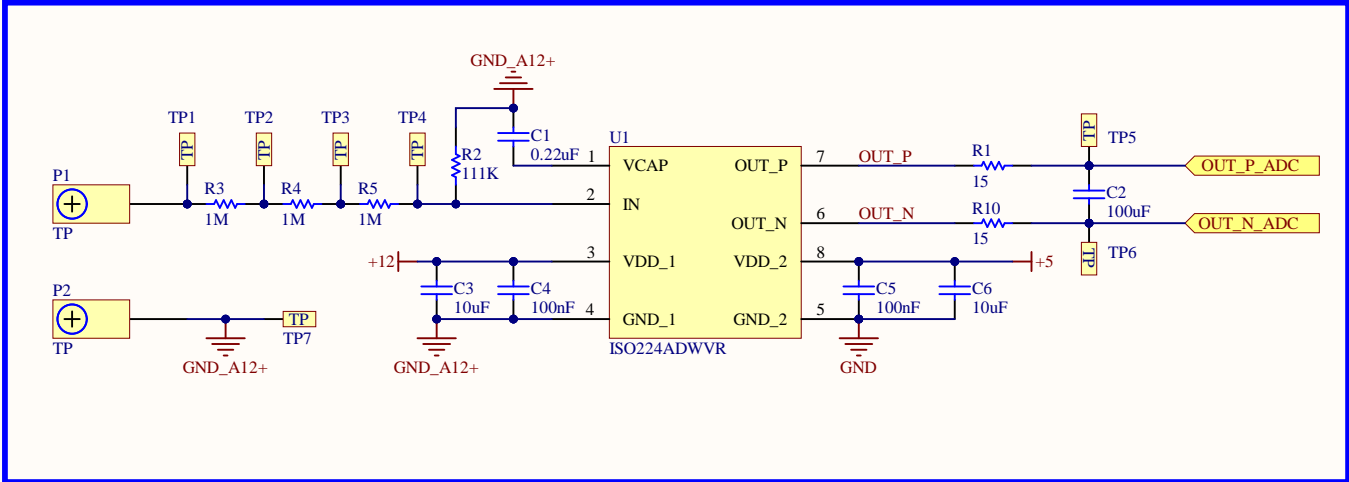 GND_A12+
TP1
TP2
TP3
TP4
TP
TP
TP
TP
C1
0.22uF
R2
111K
U1
1
VCAP
OUT_P
7
OUT_P
R1
15
TP
TP5
OUT_P_ADC
P1
TP
R3
1M
R4
1M
R5
1M
2
IN
OUT_N
6
OUT_N
R10
15
C2
100uF
OUT_N_ADC
TP
TP6
+12
3
VDD_1
VDD_2
8
+5
C3
10uF
C4
100nF
C5
100nF
C6
10uF
P2
TP
TP
TP7
GND_A12+
4
GND_1
GND_2
5
GND_A12+
ISO224ADWVR
GND